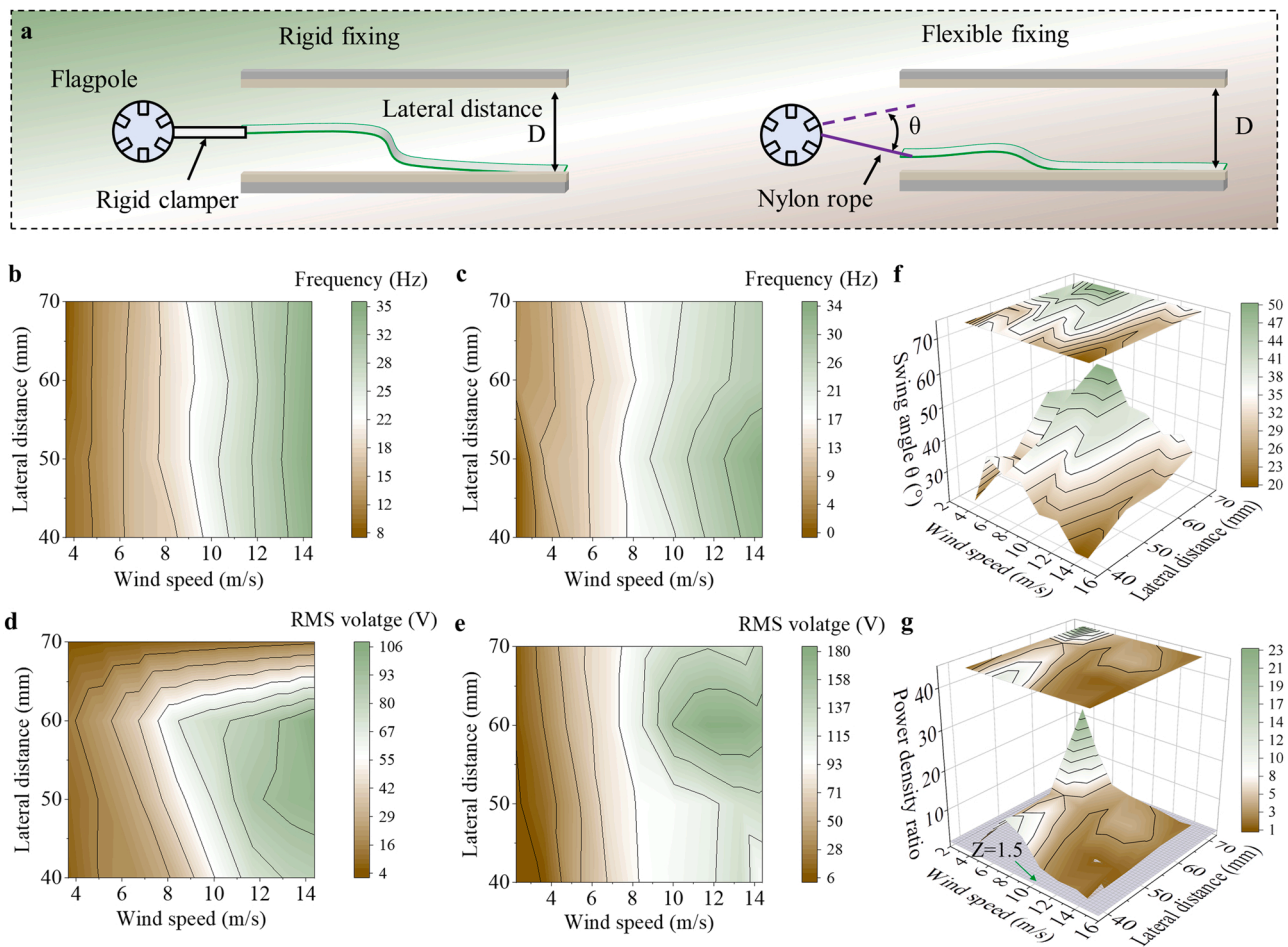 a
Rigid fixing
Flexible fixing
Flagpole
Lateral distance
D
Rigid clamper
θ
D
Nylon rope
b
Frequency (Hz)
70
60
50
40
Lateral distance (mm)
4 6 8 10 12 14
Wind speed (m/s)
35
32
28
25
22
18
15
12
8
c
Frequency (Hz)
70
60
50
40
Lateral distance (mm)
4 6 8 10 12 14
Wind speed (m/s)
34
30
26
21
17
13
9
4
0
f
Swing angle θ (°)
70
60
50
40
30
2 4 6 8 10 12 14 16
Wind speed (m/s)
40 50 60 70
Lateral distance (mm)
50
47
44
41
38
35
32
29
26
23
20
d
RMS volatge (V)
70
60
50
40
Lateral distance (mm)
4 6 8 10 12 14
Wind speed (m/s)
106
93
80
67
55
42
29
16
4
e
RMS volatge (V)
70
60
50
40
Lateral distance (mm)
4 6 8 10 12 14
Wind speed (m/s)
180
158
137
115
93
71
50
28
6
g
Power density ratio
40
30
20
10
Z=1.5
2 4 6 8 10 12 14 16
Wind speed (m/s)
40 50 60 70
Lateral distance (mm)
23
21
19
17
14
12
10
8
5
3
1